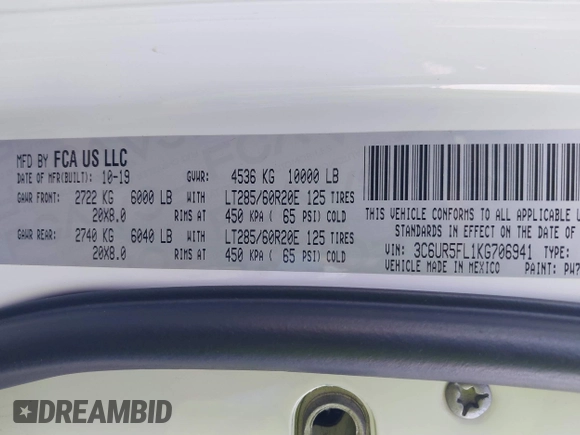 MFD BY FCA US LLC
DATE OF MFR(BUILT): 10-19 GVWR: 4536 KG 10000 LB
GAWR FRONT: 2722 KG 6000 LB WITH LT285/60R20E 125 TIRES
20X8.0 RIMS AT 450 KPA ( 65 PSI) COLD
GAWR REAR: 2740 KG 6040 LB WITH LT285/60R20E 125 TIRES
20X8.0 RIMS AT 450 KPA ( 65 PSI) COLD
THIS VEHICLE CONFORMS TO ALL APPLICABLE
STANDARDS IN EFFECT ON THE DATE OF
VIN: 3C6UR5FL1KG706941 TYPE:
VEHICLE MADE IN MEXICO PAINT: PW7
DREAMBID